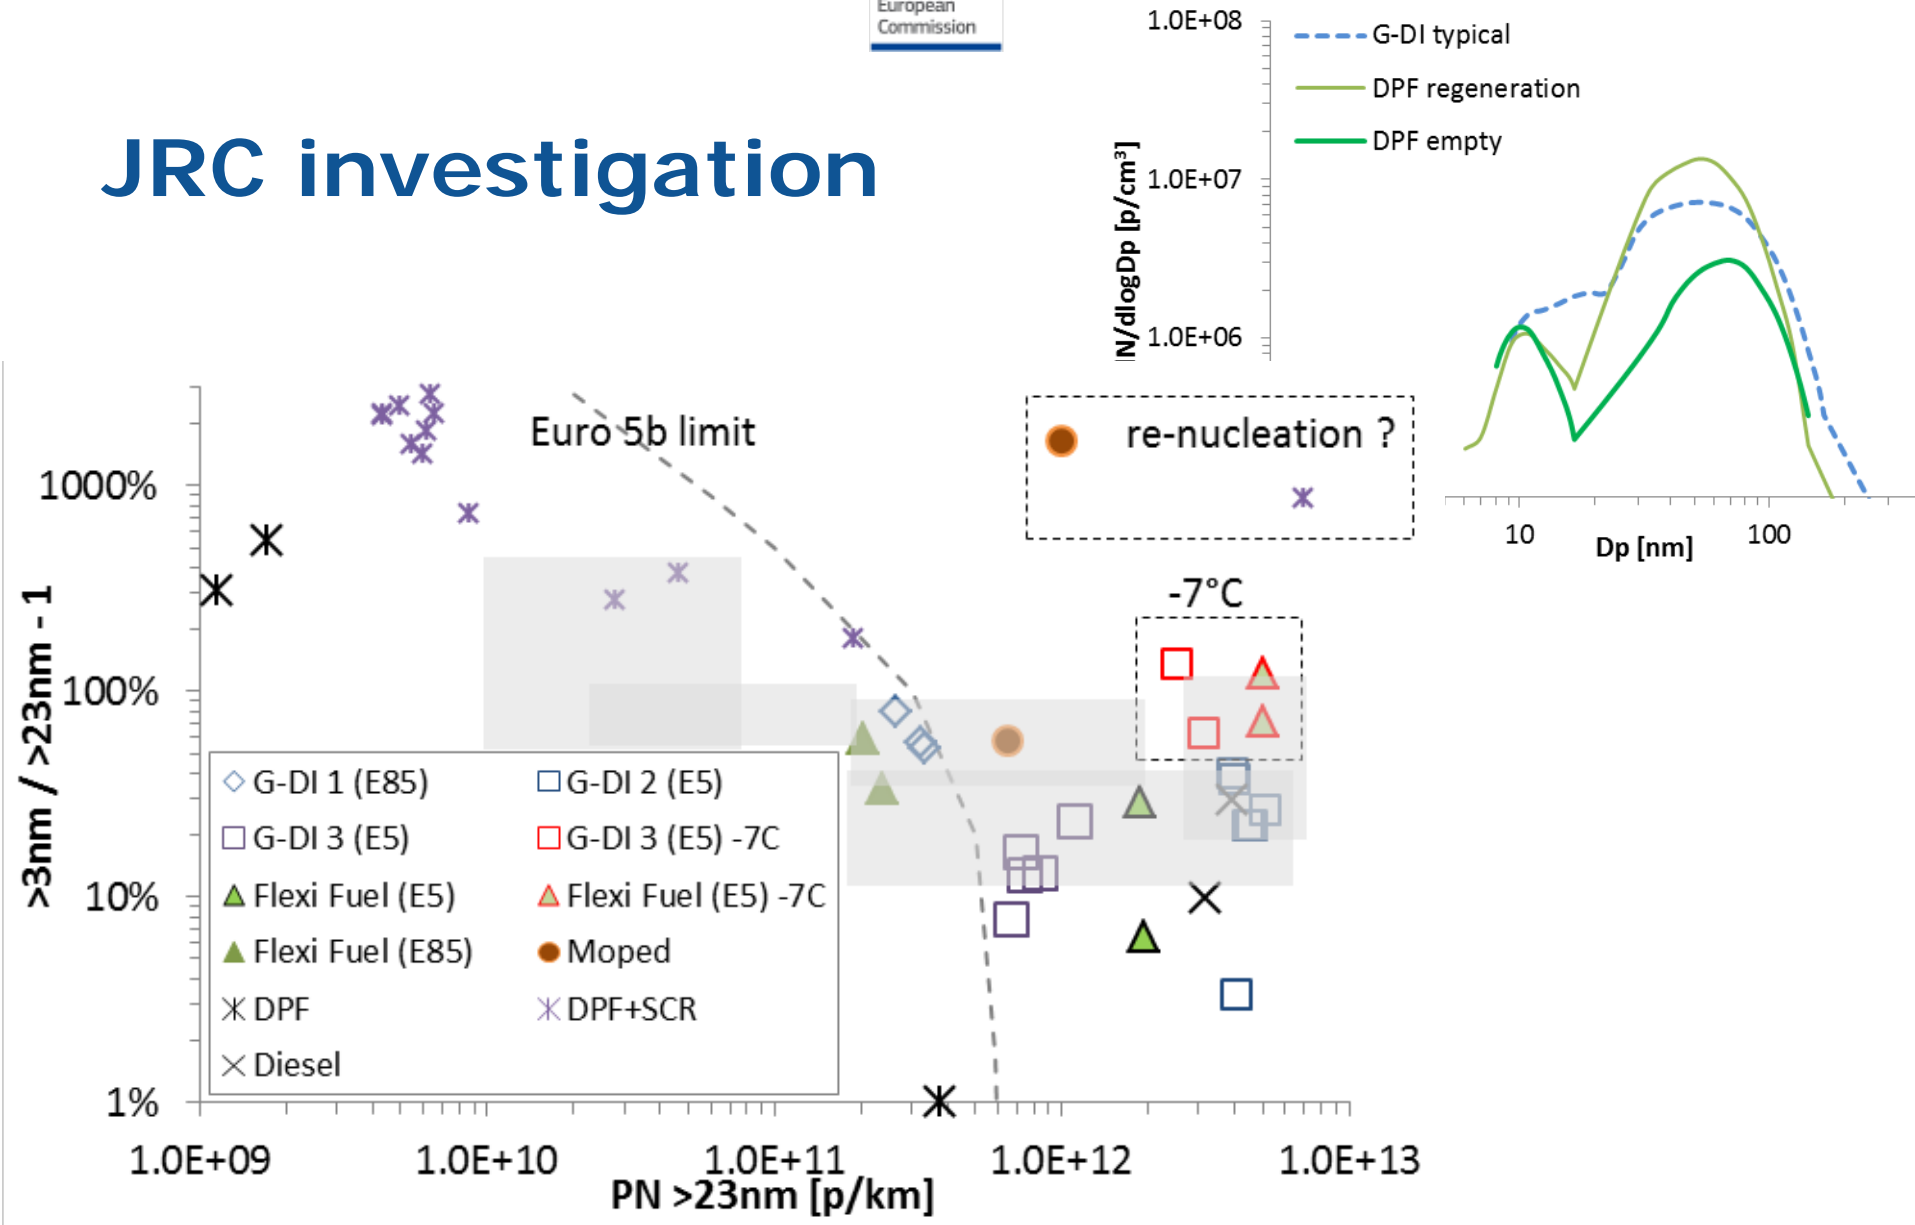 European
Commission
JRC investigation
1.0E+08
1.0E+07
1.0E+06
N/dlogDp [p/cm³]
G-DI typical
DPF regeneration
DPF empty
10
100
Dp [nm]
Euro 5b limit
re-nucleation ?
-7°C
>3nm / >23nm - 1
1000%
100%
10%
1%
G-DI 1 (E85)
G-DI 2 (E5)
G-DI 3 (E5)
G-DI 3 (E5) -7C
Flexi Fuel (E5)
Flexi Fuel (E5) -7C
Flexi Fuel (E85)
Moped
DPF
DPF+SCR
Diesel
1.0E+09
1.0E+10
1.0E+11
1.0E+12
1.0E+13
PN >23nm [p/km]